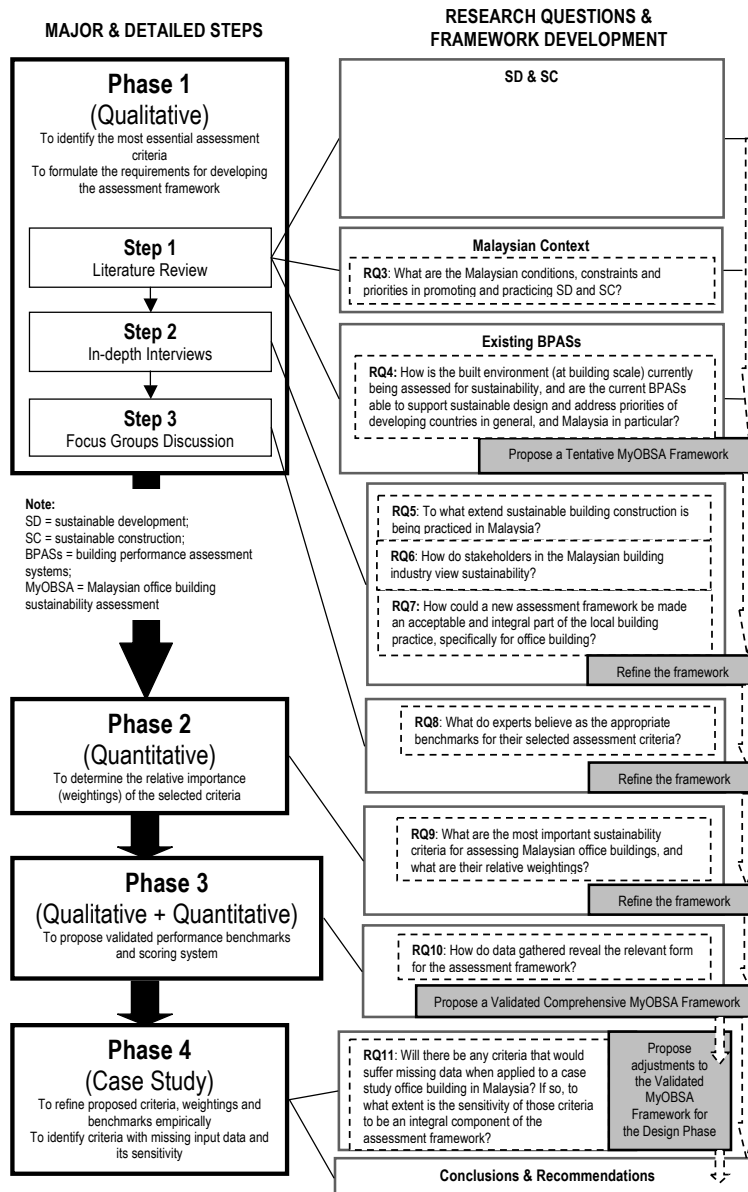 MAJOR & DETAILED STEPS
Phase 1
(Qualitative)
To identify the most essential assessment
criteria
To formulate the requirements for developing
the assessment framework
Step 1
Literature Review
Step 2
In-depth Interviews
Step 3
Focus Groups Discussion
Note:
SD = sustainable development;
SC = sustainable construction;
BPASs = building performance assessment
systems;
MyOBSA = Malaysian office building
sustainability assessment
Phase 2
(Quantitative)
To determine the relative importance
(weightings) of the selected criteria
Phase 3
(Qualitative + Quantitative)
To propose validated performance benchmarks
and scoring system
Phase 4
(Case Study)
To refine proposed criteria, weightings and
benchmarks empirically
To identify criteria with missing input data and
its sensitivity
RESEARCH QUESTIONS &
FRAMEWORK DEVELOPMENT
SD & SC
Malaysian Context
RQ3: What are the Malaysian conditions, constraints and
priorities in promoting and practicing SD and SC?
Existing BPASs
RQ4: How is the built environment (at building scale) currently
being assessed for sustainability, and are the current BPASs
able to support sustainable design and address priorities of
developing countries in general, and Malaysia in particular?
Propose a Tentative MyOBSA Framework
RQ5: To what extend sustainable building construction is
being practiced in Malaysia?
RQ6: How do stakeholders in the Malaysian building
industry view sustainability?
RQ7: How could a new assessment framework be made
an acceptable and integral part of the local building
practice, specifically for office building?
Refine the framework
RQ8: What do experts believe as the appropriate
benchmarks for their selected assessment criteria?
Refine the framework
RQ9: What are the most important sustainability
criteria for assessing Malaysian office buildings, and
what are their relative weightings?
Refine the framework
RQ10: How do data gathered reveal the relevant form
for the assessment framework?
Propose a Validated Comprehensive MyOBSA Framework
RQ11: Will there be any criteria that would
suffer missing data when applied to a case
study office building in Malaysia? If so, to
what extent is the sensitivity of those criteria
to be an integral component of the
assessment framework?
Propose
adjustments to
the Validated
MyOBSA
Framework for
the Design Phase
Conclusions & Recommendations